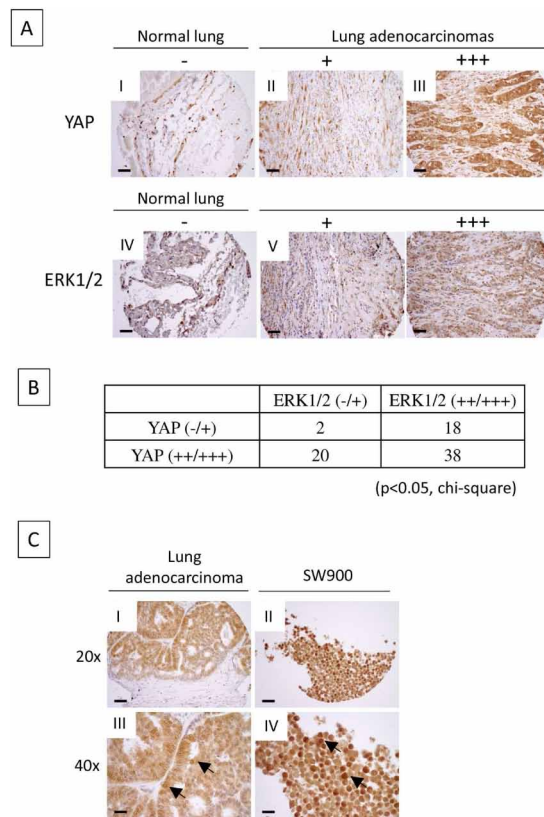 A
Normal lung Lung adenocarcinomas
- + +++
I II III
YAP
Normal lung
- + +++
IV V
ERK1/2
B
ERK1/2 (-/+) ERK1/2 (++/+++)
YAP (-/+) 2 18
YAP (++/+++) 20 38
(p<0.05, chi-square)
C
Lung
adenocarcinoma SW900
I II
20x
III IV
40x